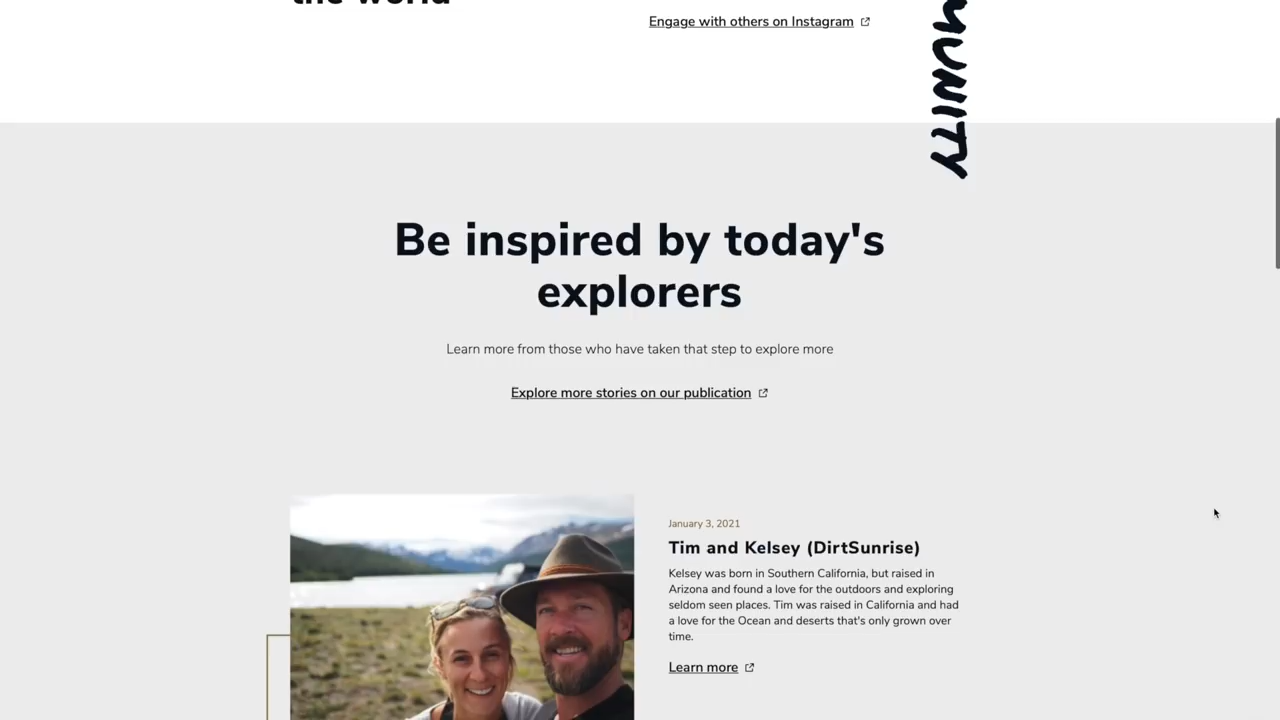 the world
Engage with others on Instagram
Be inspired by today's
explorers
Learn more from those who have taken that step to explore more
Explore more stories on our publication
January 3, 2021
Tim and Kelsey (DirtSunrise)
Kelsey was born in Southern California, but raised in
Arizona and found a love for the outdoors and exploring
seldom seen places. Tim was raised in California and had
a love for the Ocean and deserts that's only grown over
time.
Learn more